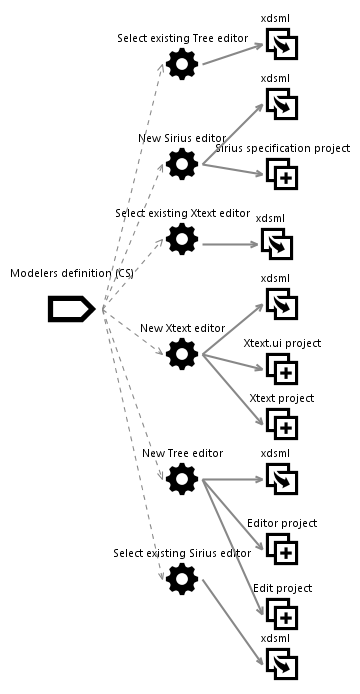 xdsml
Select existing Tree editor
xdsml
New Sirius editor
Sirius specification project
Select existing Xtext editor
xdsml
Modelers definition (CS)
xdsml
New Xtext editor
Xtext.ui project
Xtext project
New Tree editor
xdsml
Editor project
Select existing Sirius editor
Edit project
xdsml